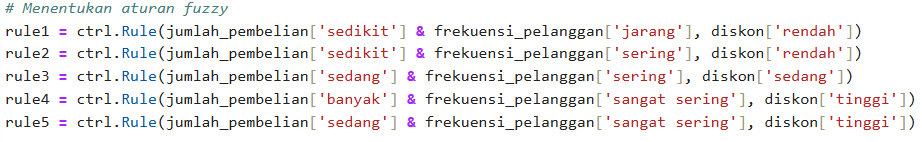 # Menentukan aturan fuzzy
rule1 = ctrl.Rule(jumlah_pembelian['sedikit'] & frekuensi_pelanggan['jarang'], diskon['rendah'])
rule2 = ctrl.Rule(jumlah_pembelian['sedikit'] & frekuensi_pelanggan['sering'], diskon['rendah'])
rule3 = ctrl.Rule(jumlah_pembelian['sedang'] & frekuensi_pelanggan['sering'], diskon['sedang'])
rule4 = ctrl.Rule(jumlah_pembelian['banyak'] & frekuensi_pelanggan['sangat sering'], diskon['tinggi'])
rule5 = ctrl.Rule(jumlah_pembelian['sedang'] & frekuensi_pelanggan['sangat sering'], diskon['tinggi'])